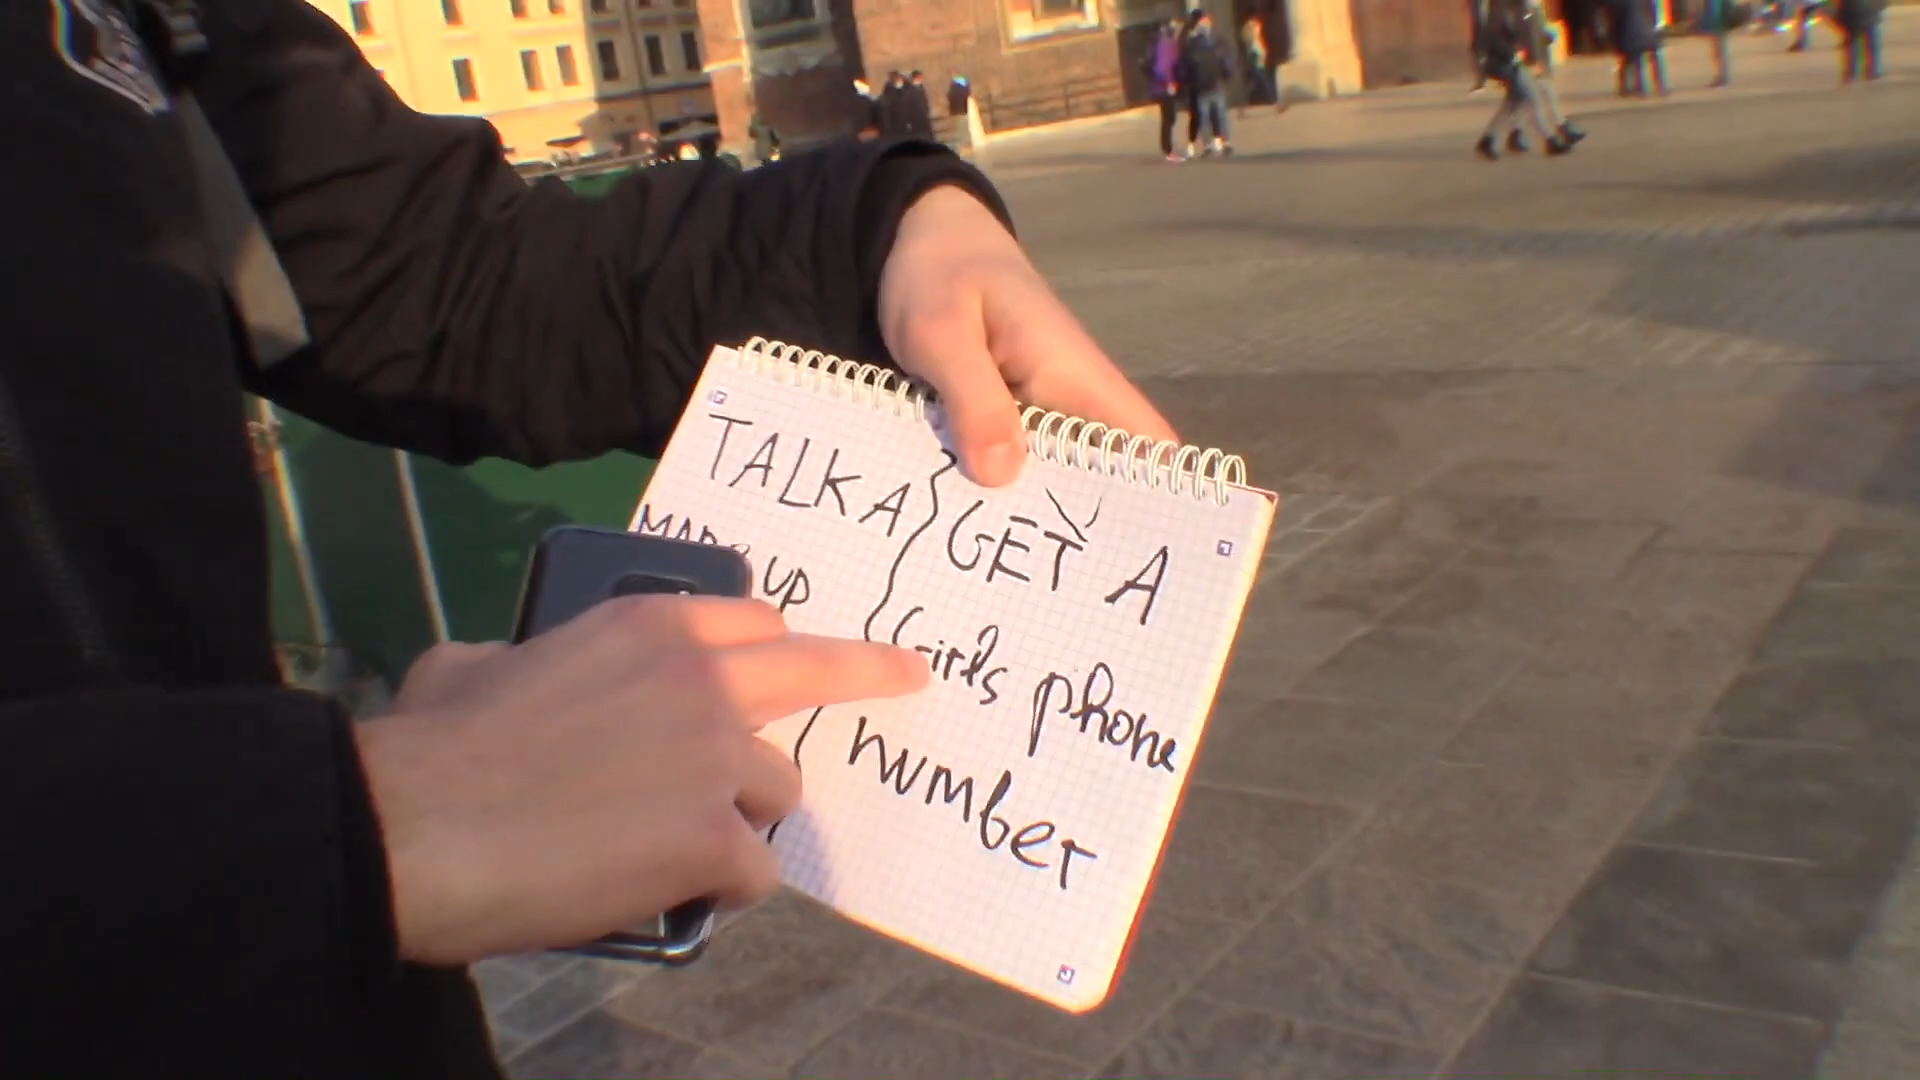 TALK A
MADE UP
GET A
Girls phone
number